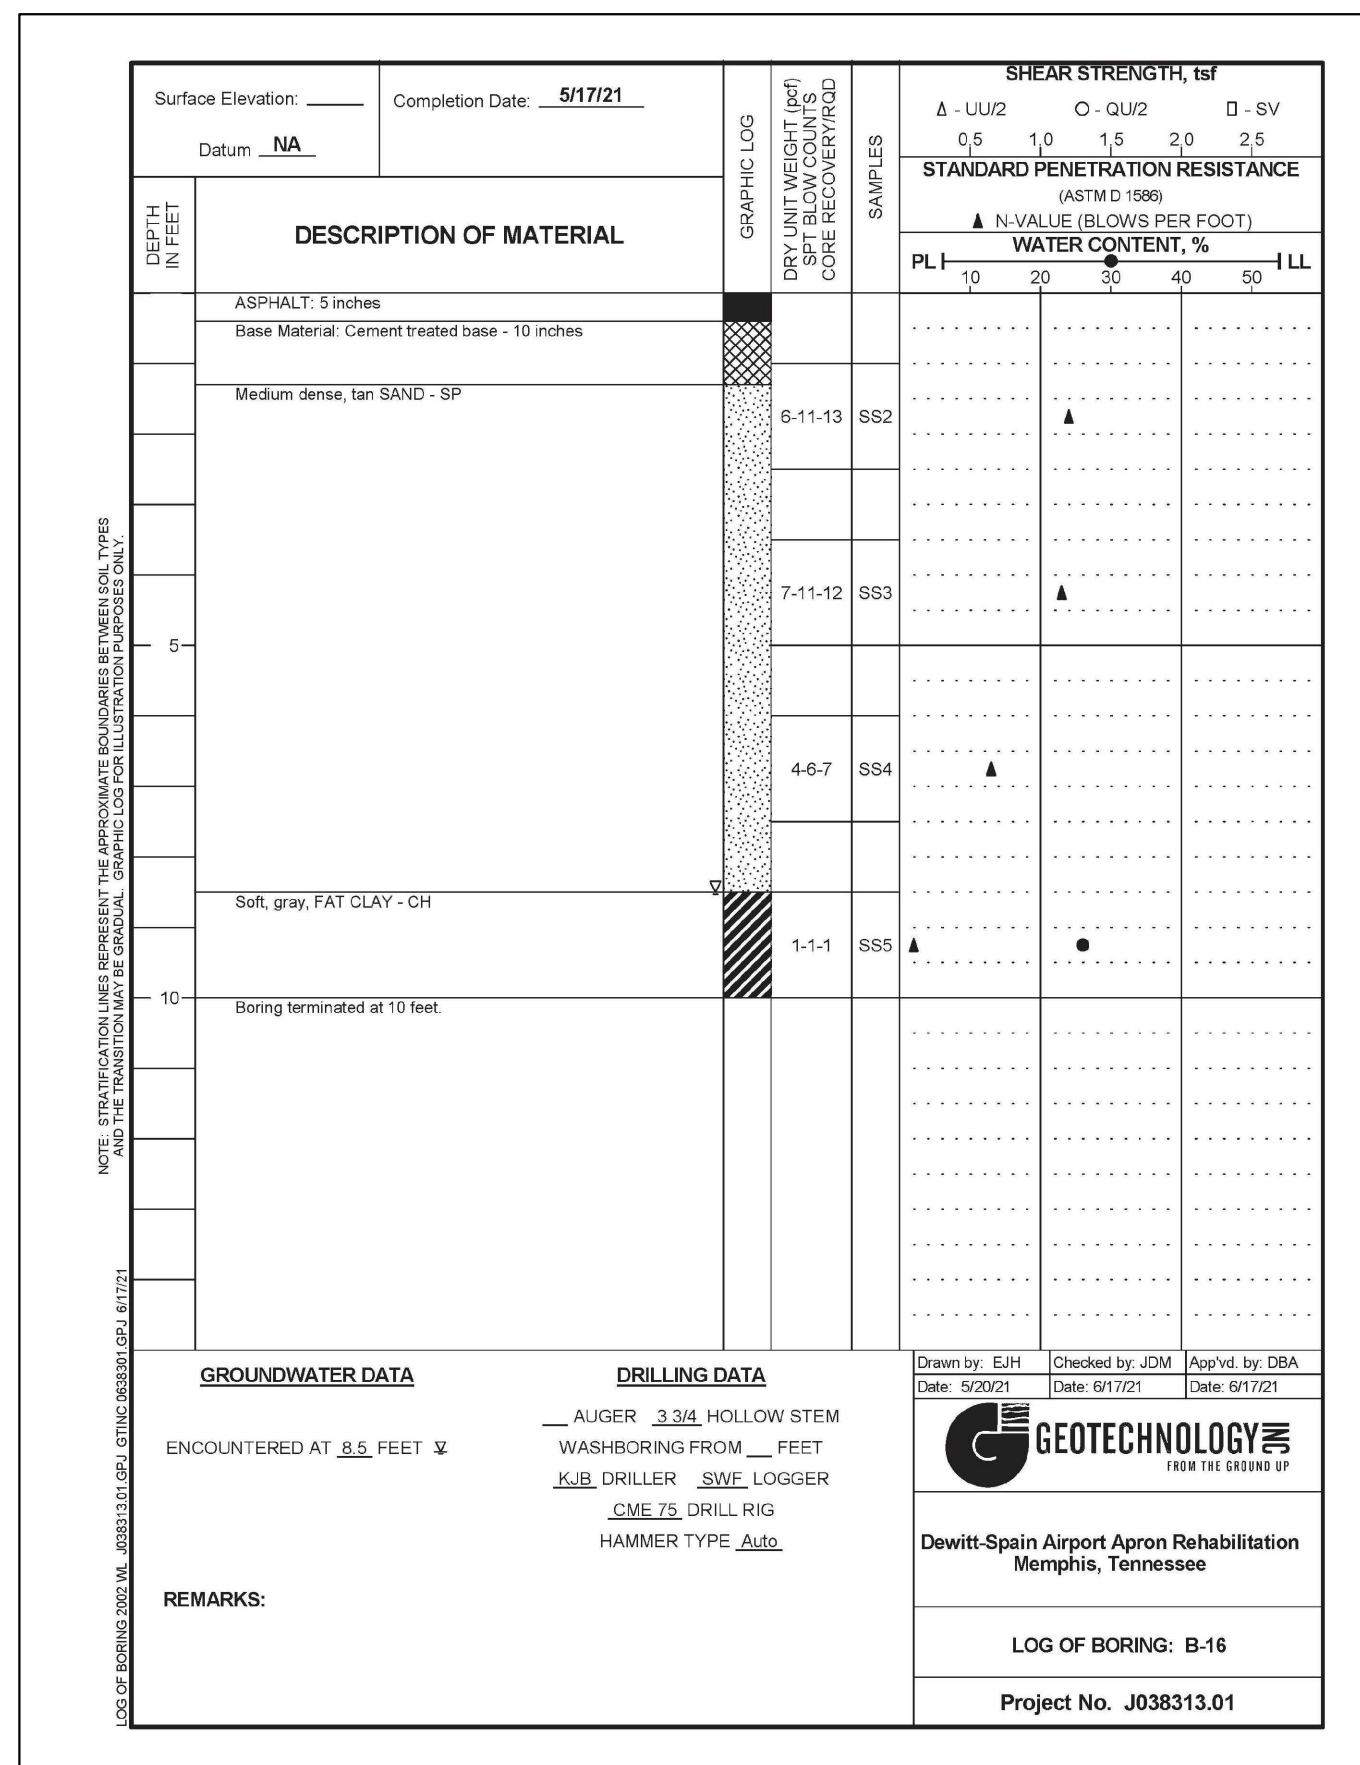 Surface Elevation: ______
Completion Date: 5/17/21
Datum NA
DEPTH
IN FEET
DESCRIPTION OF MATERIAL
GRAPHIC LOG
DRY UNIT WEIGHT (pcf)
SPT BLOW COUNTS
CORE RECOVERY/RQD
SAMPLES
SHEAR STRENGTH, tsf
Δ - UU/2 ○ - QU/2 □ - SV
0.5 1.0 1.5 2.0 2.5
STANDARD PENETRATION RESISTANCE
(ASTM D 1586)
▲ N-VALUE (BLOWS PER FOOT)
WATER CONTENT, %
PL LL
10 20 30 40 50
ASPHALT: 5 inches
Base Material: Cement treated base - 10 inches
Medium dense, tan SAND - SP
6-11-13 SS2
7-11-12 SS3
5
4-6-7 SS4
Soft, gray, FAT CLAY - CH
1-1-1 SS5
10
Boring terminated at 10 feet.
NOTE: STRATIFICATION LINES REPRESENT THE APPROXIMATE BOUNDARIES BETWEEN SOIL TYPES
AND THE TRANSITION MAY BE GRADUAL. GRAPHIC LOG FOR ILLUSTRATION PURPOSES ONLY.
LOG OF BORING 2002 WL J038313.01.GPJ GTINC 0638301.GPJ 6/17/21
GROUNDWATER DATA
ENCOUNTERED AT 8.5 FEET
DRILLING DATA
___ AUGER 3 3/4 HOLLOW STEM
WASHBORING FROM ___ FEET
KJB DRILLER SWF LOGGER
CME 75 DRILL RIG
HAMMER TYPE Auto
REMARKS:
Drawn by: EJH Checked by: JDM App'vd. by: DBA
Date: 5/20/21 Date: 6/17/21 Date: 6/17/21
GEOTECHNOLOGY INC
FROM THE GROUND UP
Dewitt-Spain Airport Apron Rehabilitation
Memphis, Tennessee
LOG OF BORING: B-16
Project No. J038313.01